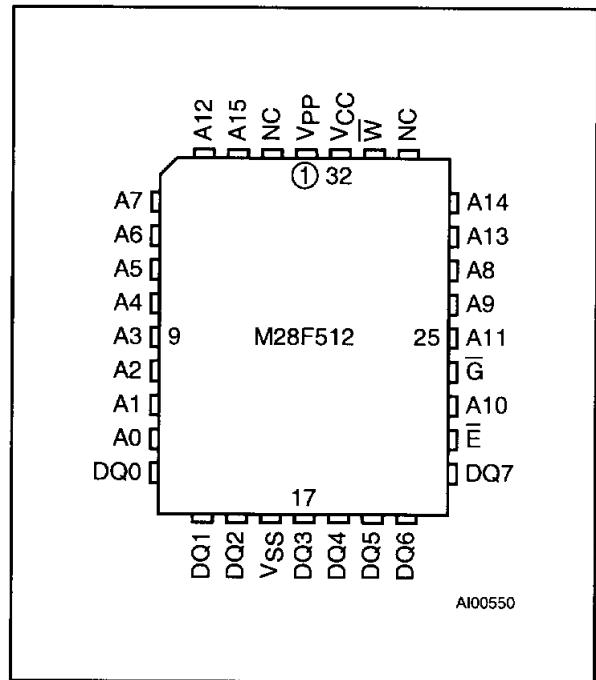 A12 A15 NC VPP VCC W̅ NC
1 32
A7 A14
A6 A13
A5 A8
A4 A9
A3 9 M28F512 25 A11
A2 G̅
A1 A10
A0 E̅
DQ0 DQ7
17
DQ1 DQ2 VSS DQ3 DQ4 DQ5 DQ6
AI00550